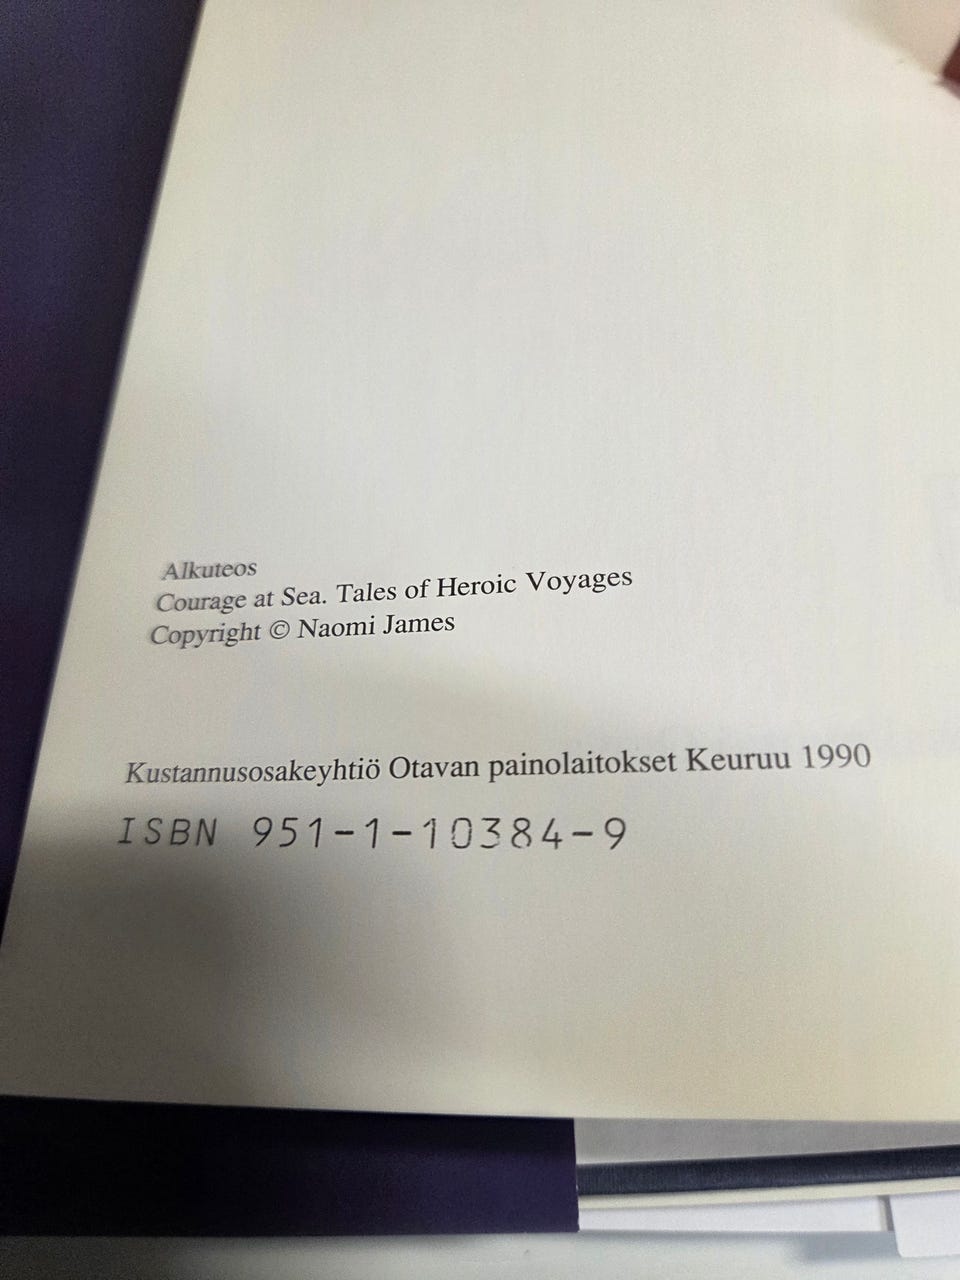 Alkuteos
Courage at Sea. Tales of Heroic Voyages
Copyright © Naomi James
Kustannusosakeyhtiö Otavan painolaitokset Keuruu 1990
ISBN 951-1-10384-9